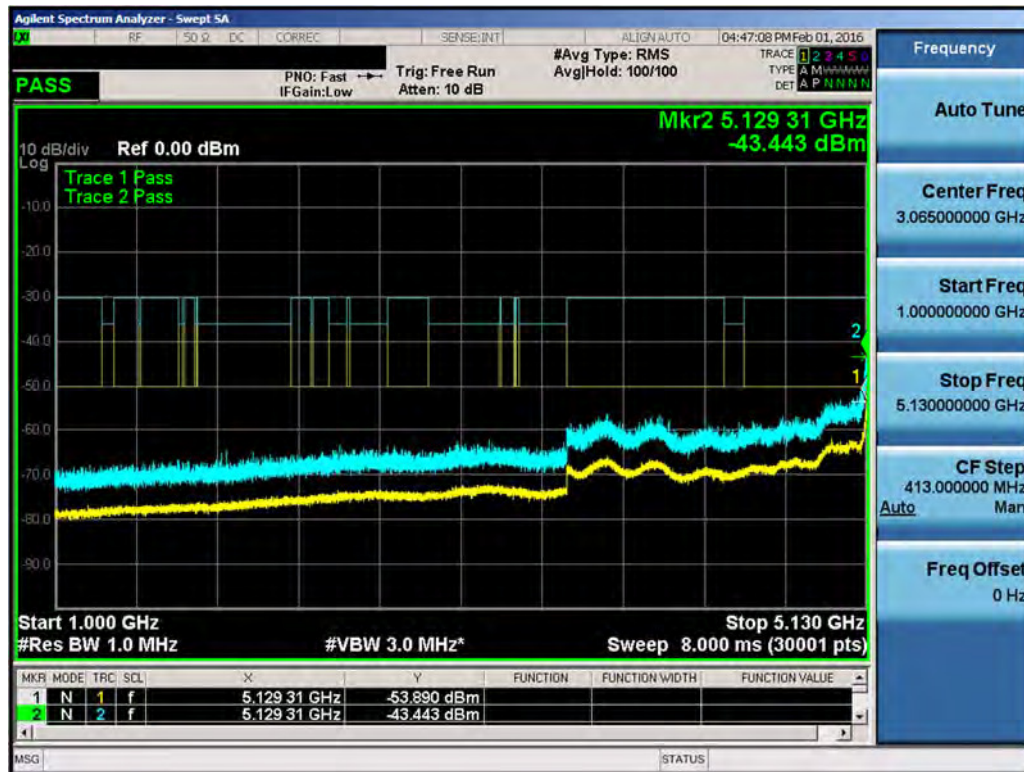 Agilent Spectrum Analyzer - Swept SA
RF 50 Ω DC CORREC SENSE:INT ALIGN AUTO 04:47:08 PM Feb 01, 2016
PASS
PNO: Fast
IFGain:Low
Trig: Free Run
Atten: 10 dB
#Avg Type: RMS
Avg|Hold: 100/100
TRACE 1 2 3 4 5 6
TYPE A M W W W W
DET A P N N N N
Mkr2 5.129 31 GHz
-43.443 dBm
10 dB/div
Log
Ref 0.00 dBm
Trace 1 Pass
Trace 2 Pass
-10.0
-20.0
-30.0
-40.0
-50.0
-60.0
-70.0
-80.0
-90.0
2
1
Start 1.000 GHz
Stop 5.130 GHz
#Res BW 1.0 MHz
#VBW 3.0 MHz*
Sweep 8.000 ms (30001 pts)
MKR MODE TRC SCL X Y FUNCTION FUNCTION WIDTH FUNCTION VALUE
1 N 1 f 5.129 31 GHz -53.890 dBm
2 N 2 f 5.129 31 GHz -43.443 dBm
MSG
STATUS
Frequency
Auto Tune
Center Freq
3.065000000 GHz
Start Freq
1.000000000 GHz
Stop Freq
5.130000000 GHz
CF Step
413.000000 MHz
Auto Man
Freq Offset
0 Hz